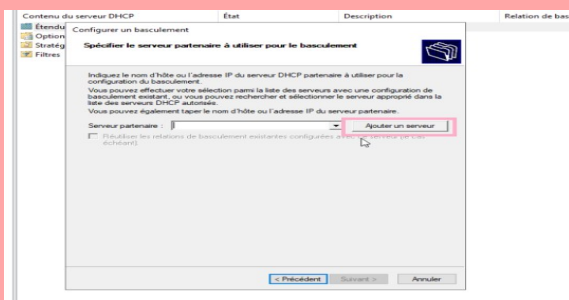 Contenu du serveur DHCP
État
Description
Relation de bas
Étendu
Option
Stratég
Filtres
Configurer un basculement
Spécifier le serveur partenaire à utiliser pour le basculement
Indiquez le nom d'hôte ou l'adresse IP du serveur DHCP partenaire à utiliser pour la
configuration du basculement.
Vous pouvez effectuer votre sélection parmi la liste des serveurs avec une configuration de
basculement existant, ou vous pouvez rechercher et sélectionner le serveur approprié dans la
liste des serveurs DHCP autorisés.
Vous pouvez également taper le nom d'hôte ou l'adresse IP du serveur partenaire.
Serveur partenaire :
Ajouter un serveur
Réutiliser les relations de basculement existantes configurées avec ce serveur (le cas
échéant).
< Précédent
Suivant >
Annuler